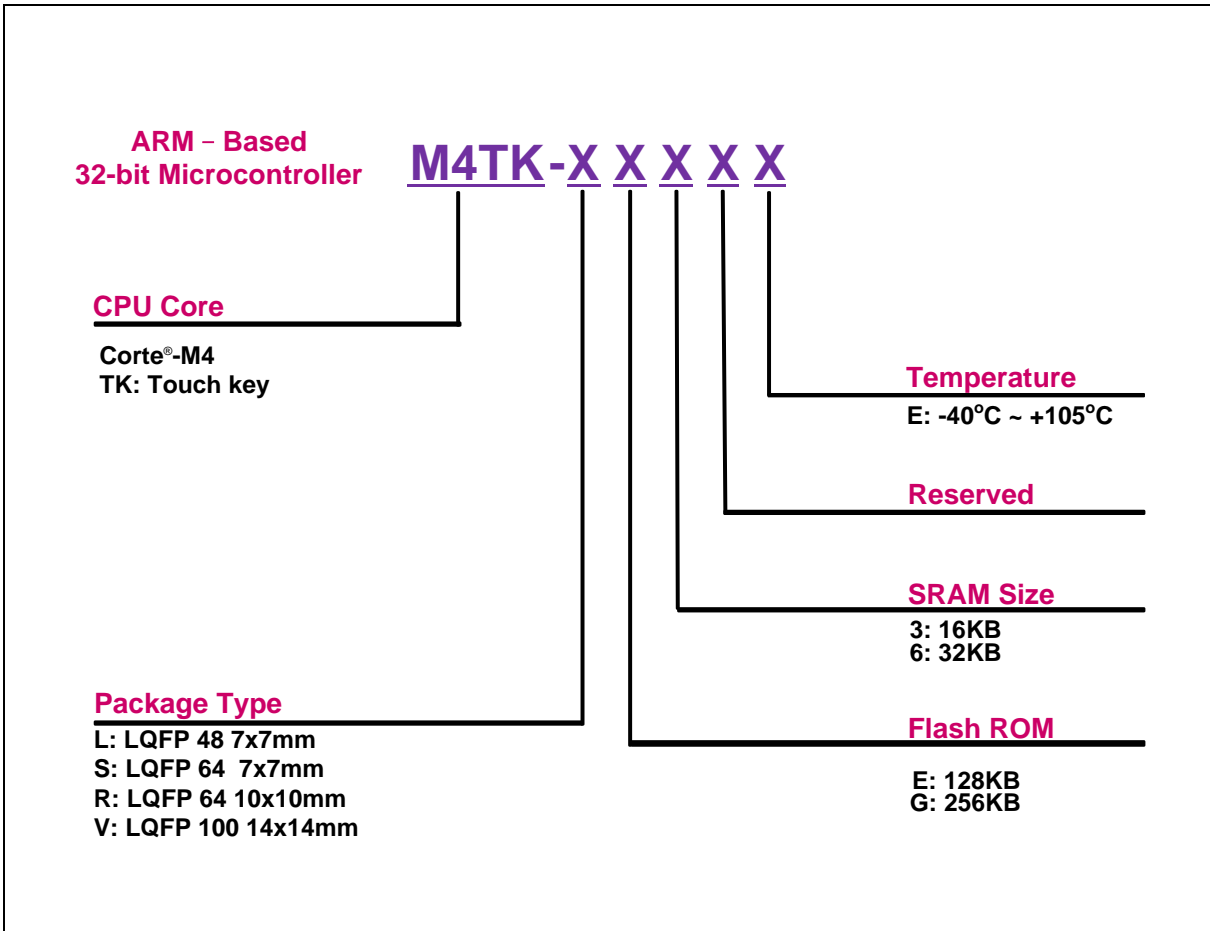 ARM – Based
32-bit Microcontroller
M4TK-X X X X X
CPU Core
Corte®-M4
TK: Touch key
Temperature
E: -40°C ~ +105°C
Reserved
SRAM Size
3: 16KB
6: 32KB
Package Type
L: LQFP 48 7x7mm
S: LQFP 64 7x7mm
R: LQFP 64 10x10mm
V: LQFP 100 14x14mm
Flash ROM
E: 128KB
G: 256KB